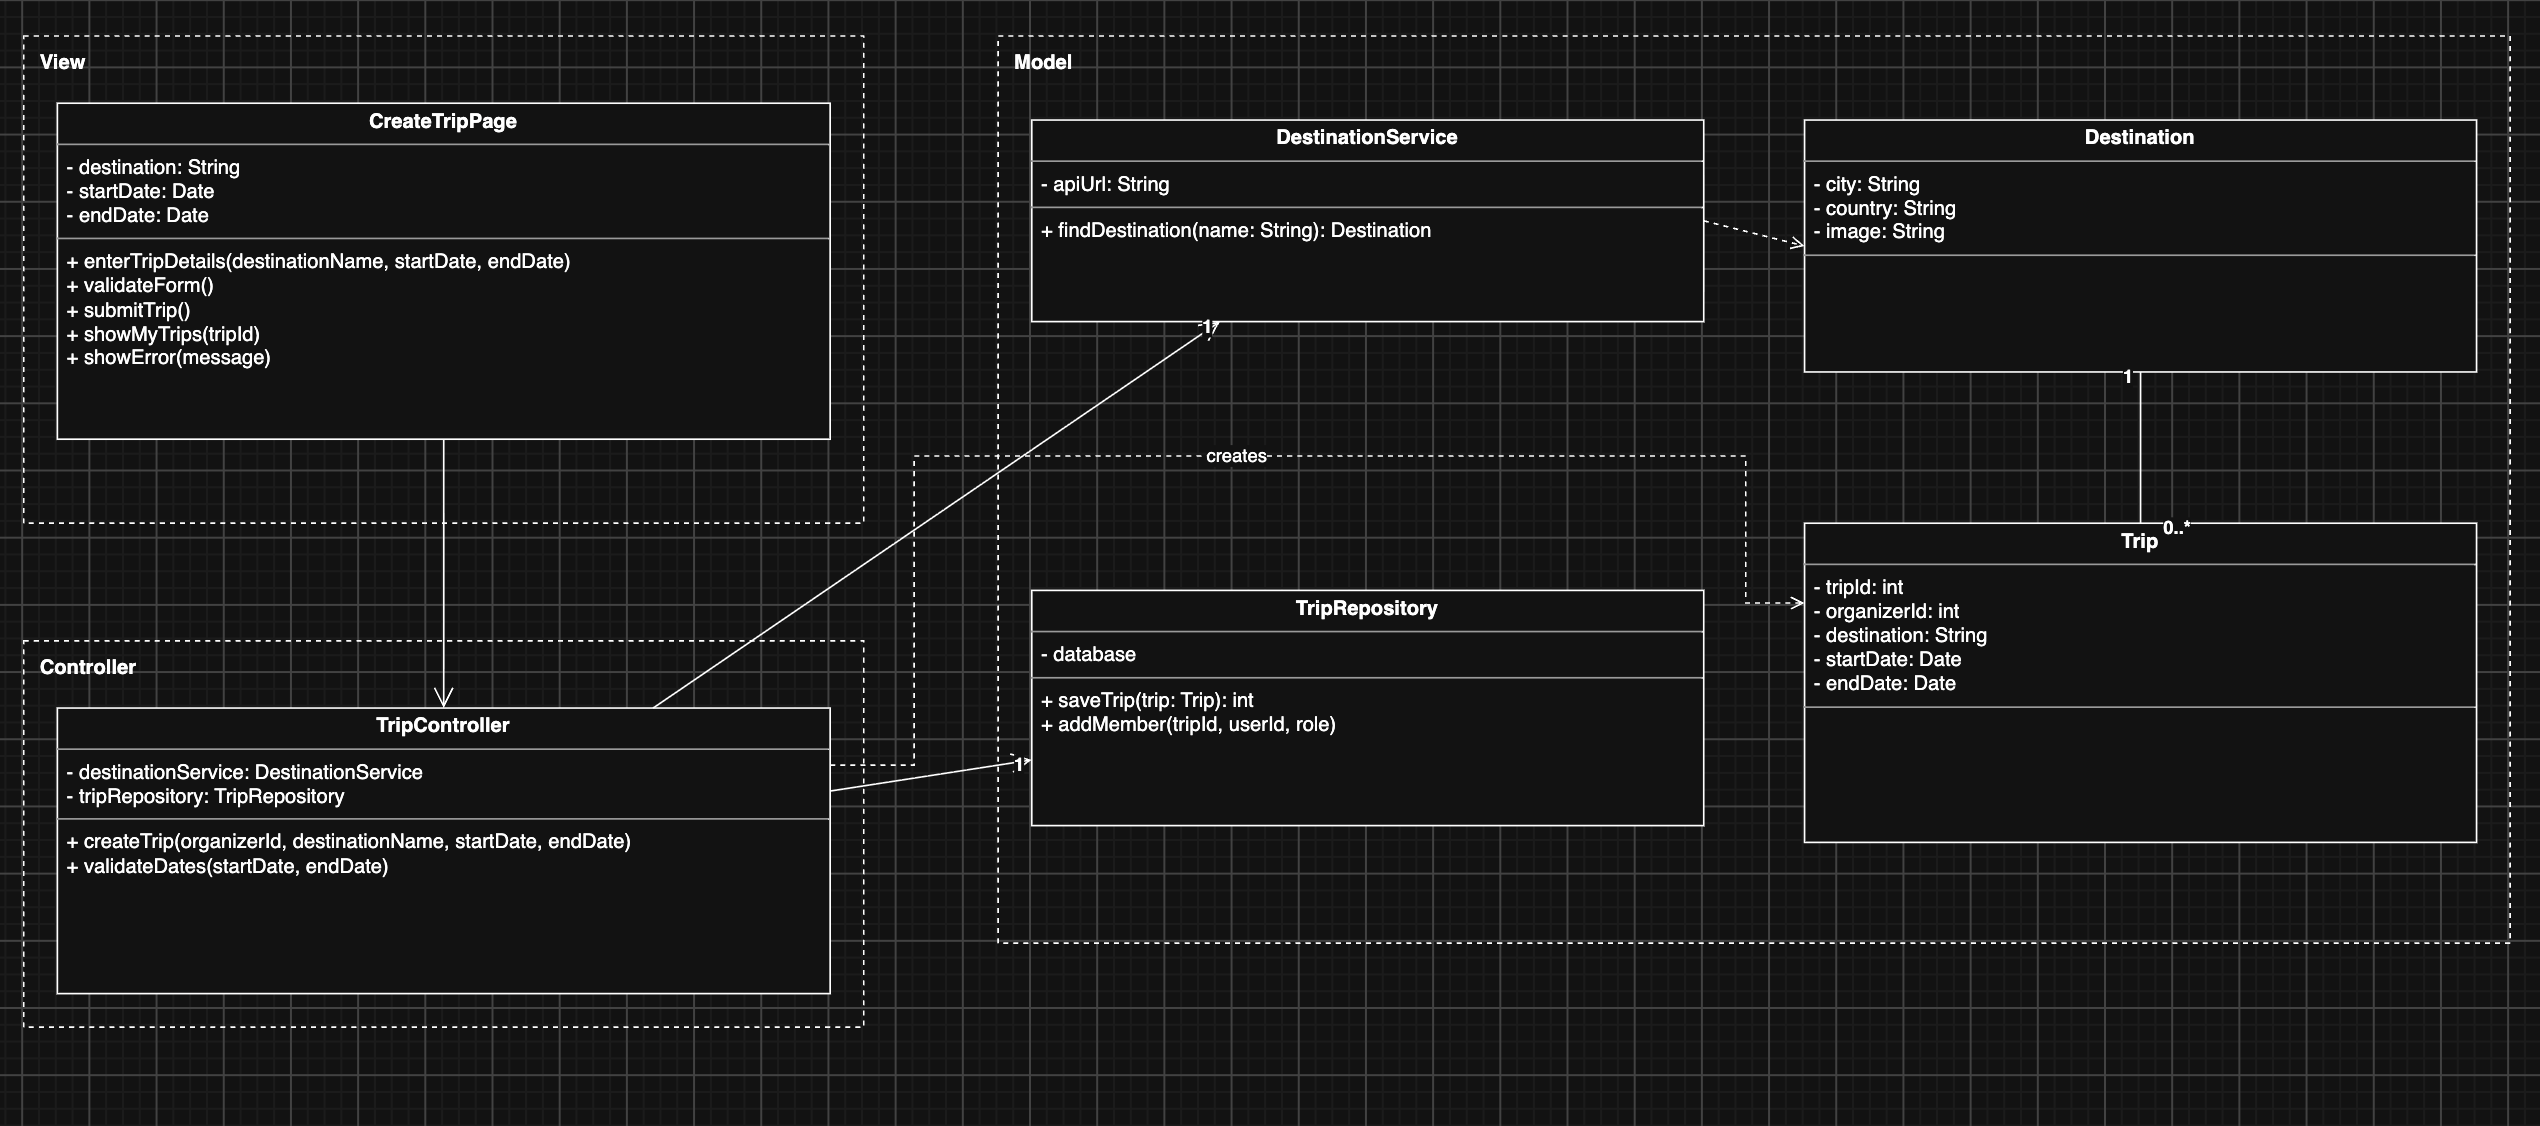 View
CreateTripPage
- destination: String
- startDate: Date
- endDate: Date
+ enterTripDetails(destinationName, startDate, endDate)
+ validateForm()
+ submitTrip()
+ showMyTrips(tripId)
+ showError(message)
Controller
TripController
- destinationService: DestinationService
- tripRepository: TripRepository
+ createTrip(organizerId, destinationName, startDate, endDate)
+ validateDates(startDate, endDate)
Model
DestinationService
- apiUrl: String
+ findDestination(name: String): Destination
1
creates
TripRepository
- database
+ saveTrip(trip: Trip): int
+ addMember(tripId, userId, role)
1
Destination
- city: String
- country: String
- image: String
1
0..*
Trip
- tripId: int
- organizerId: int
- destination: String
- startDate: Date
- endDate: Date